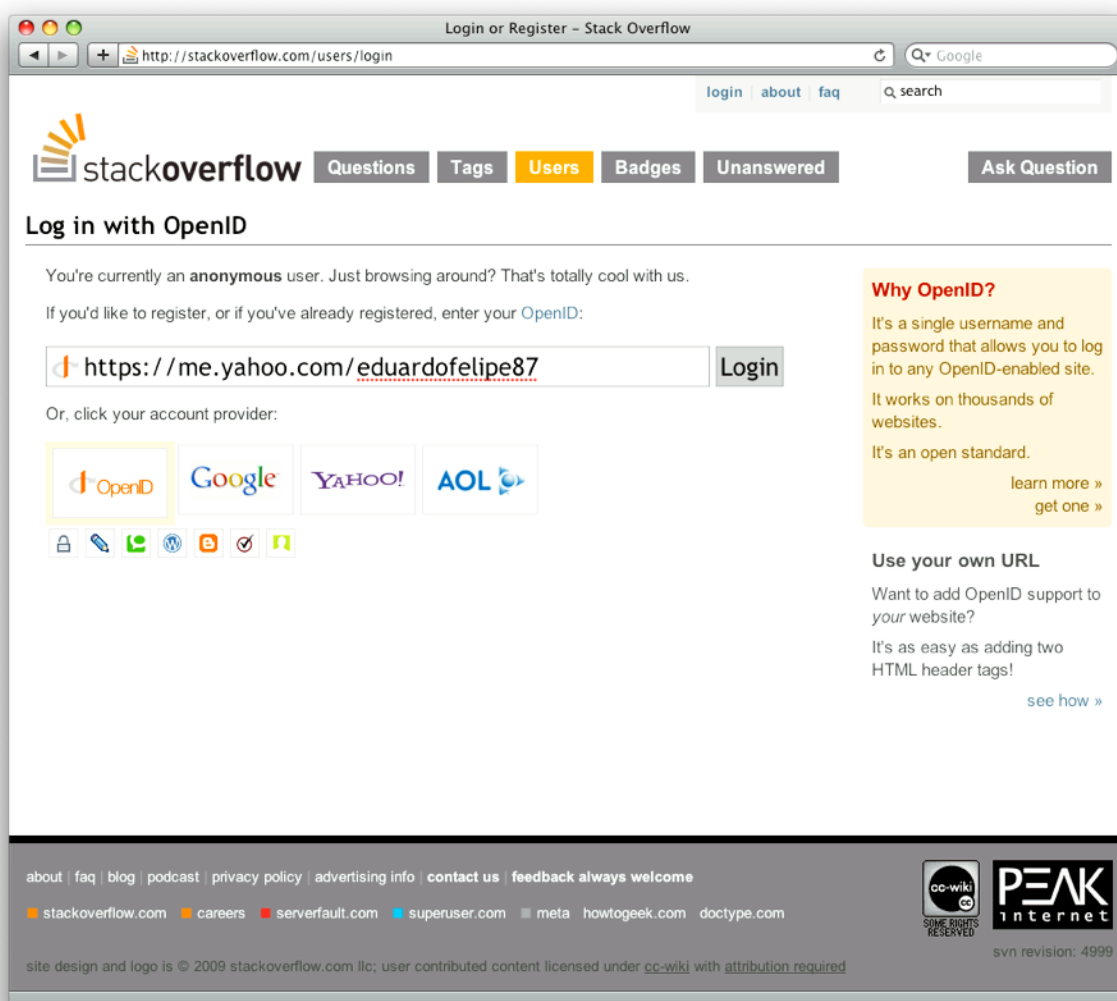 Login or Register – Stack Overflow
http://stackoverflow.com/users/login
Google
login | about | faq
search
stackoverflow
Questions
Tags
Users
Badges
Unanswered
Ask Question
Log in with OpenID
You're currently an anonymous user. Just browsing around? That's totally cool with us.
If you'd like to register, or if you've already registered, enter your OpenID:
https://me.yahoo.com/eduardofelipe87
Login
Or, click your account provider:
OpenID
Google
YAHOO!
AOL
Why OpenID?
It's a single username and
password that allows you to log
in to any OpenID-enabled site.
It works on thousands of
websites.
It's an open standard.
learn more »
get one »
Use your own URL
Want to add OpenID support to
your website?
It's as easy as adding two
HTML header tags!
see how »
about | faq | blog | podcast | privacy policy | advertising info | contact us | feedback always welcome
stackoverflow.com careers serverfault.com superuser.com meta howtogeek.com doctype.com
cc-wiki
cc
SOME RIGHTS
RESERVED
PEAK
internet
svn revision: 4999
site design and logo is © 2009 stackoverflow.com llc; user contributed content licensed under cc-wiki with attribution required